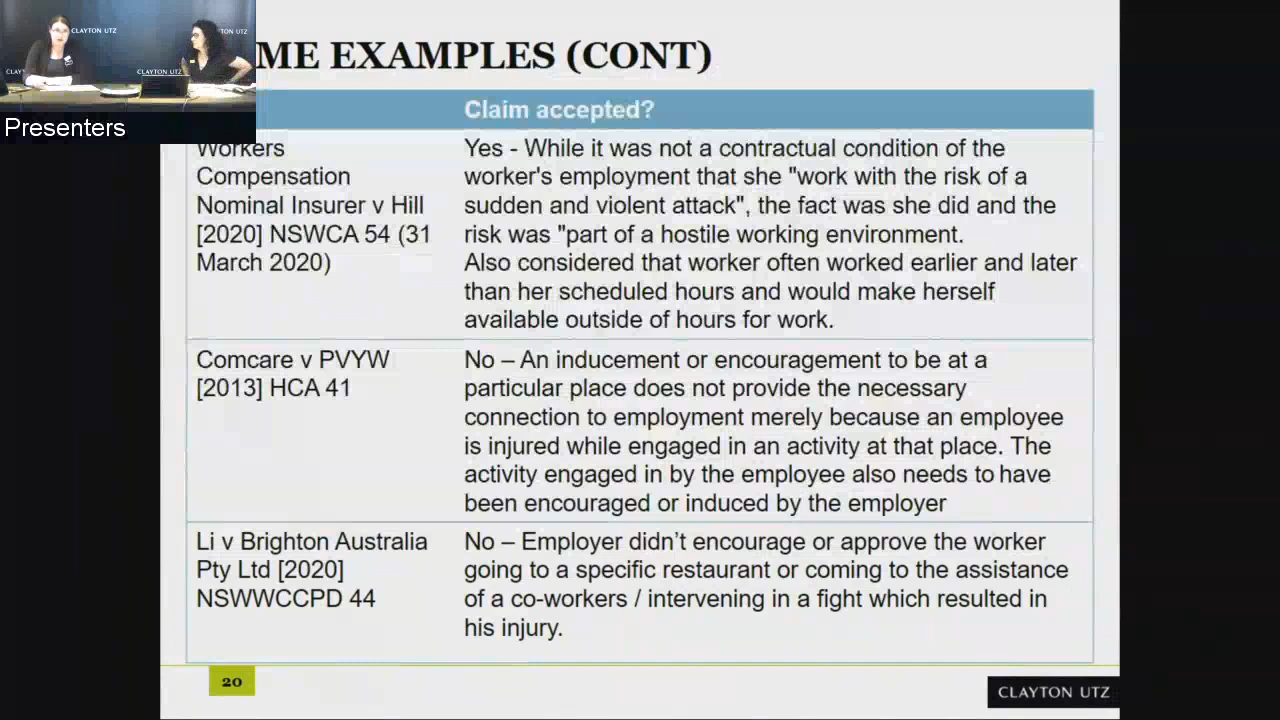 CLAYTON UTZ
TON UTZ
CLAY
CLAYTON UTZ
Presenters
ME EXAMPLES (CONT)
Claim accepted?
Workers
Compensation
Nominal Insurer v Hill
[2020] NSWCA 54 (31
March 2020)
Yes - While it was not a contractual condition of the
worker's employment that she "work with the risk of a
sudden and violent attack", the fact was she did and the
risk was "part of a hostile working environment.
Also considered that worker often worked earlier and later
than her scheduled hours and would make herself
available outside of hours for work.
Comcare v PVYW
[2013] HCA 41
No – An inducement or encouragement to be at a
particular place does not provide the necessary
connection to employment merely because an employee
is injured while engaged in an activity at that place. The
activity engaged in by the employee also needs to have
been encouraged or induced by the employer
Li v Brighton Australia
Pty Ltd [2020]
NSWWCCPD 44
No – Employer didn’t encourage or approve the worker
going to a specific restaurant or coming to the assistance
of a co-workers / intervening in a fight which resulted in
his injury.
20
CLAYTON UTZ